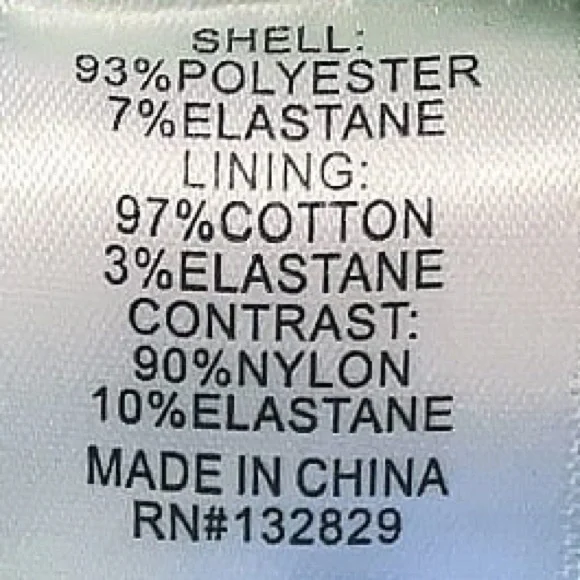 SHELL:
93%POLYESTER
7%ELASTANE
LINING:
97%COTTON
3%ELASTANE
CONTRAST:
90%NYLON
10%ELASTANE
MADE IN CHINA
RN#132829